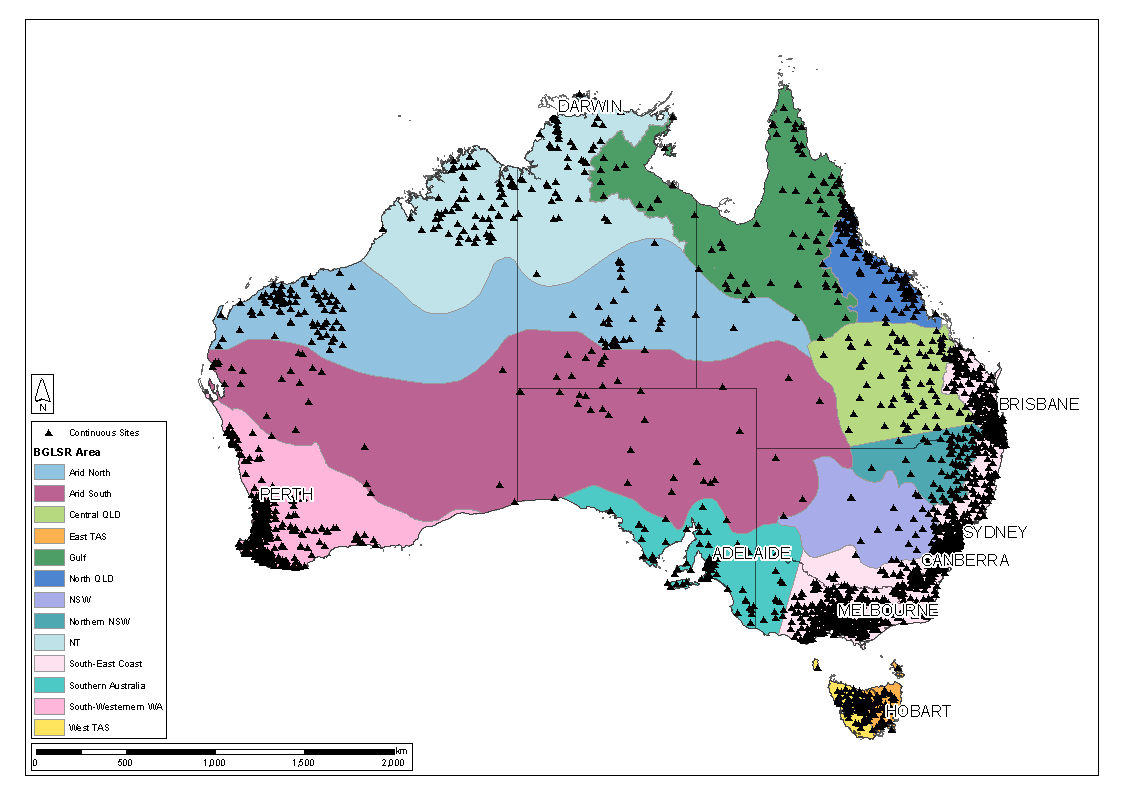 DARWIN
BRISBANE
PERTH
SYDNEY
ADELAIDE
CANBERRA
MELBOURNE
HOBART
N
Continuous Sites
BGLSR Area
Arid North
Arid South
Central QLD
East TAS
Gulf
North QLD
NSW
Northern NSW
NT
South-East Coast
Southern Australia
South-Westernern WA
West TAS
km
0 500 1,000 1,500 2,000